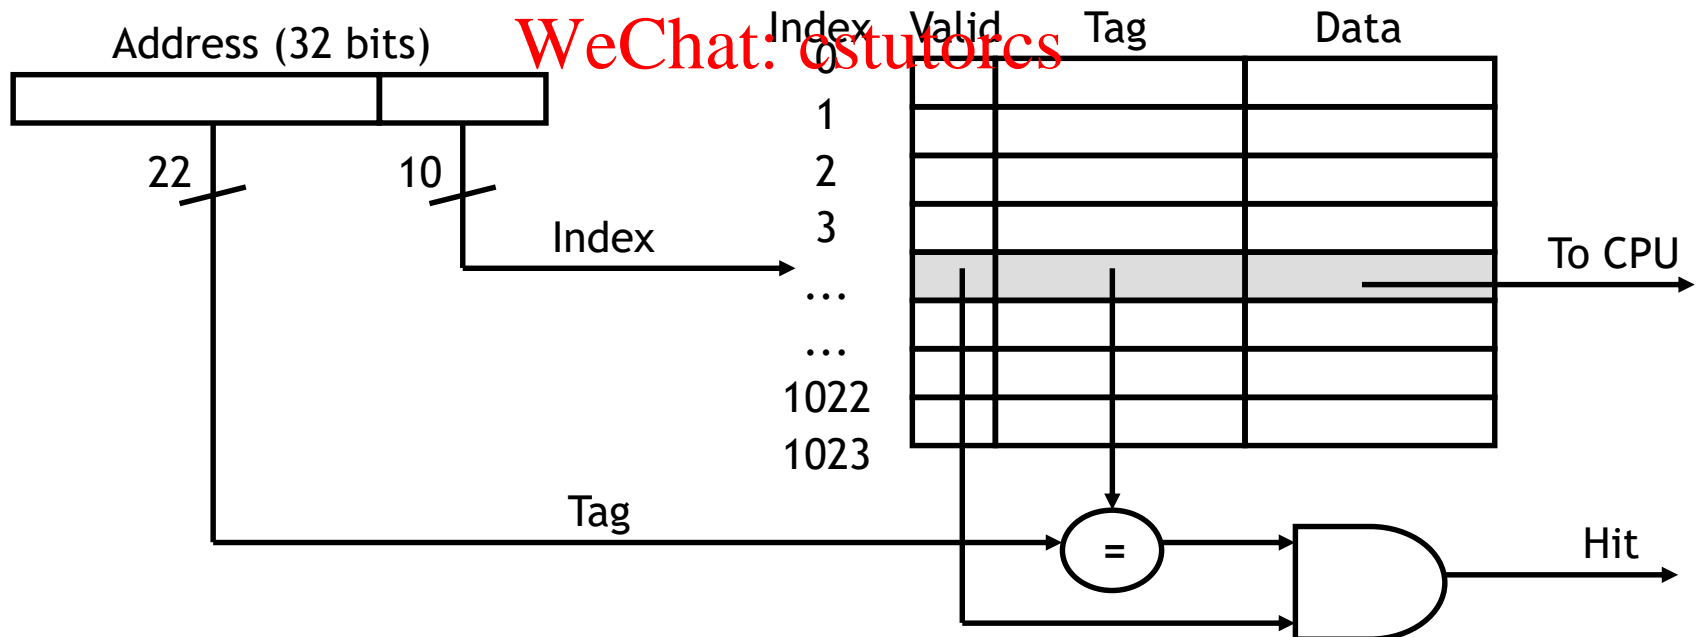 Address (32 bits)
WeChat: cstutorcs
Index Valid Tag Data
0
1
2
3
...
...
1022
1023
22
10
Index
To CPU
Tag
=
Hit